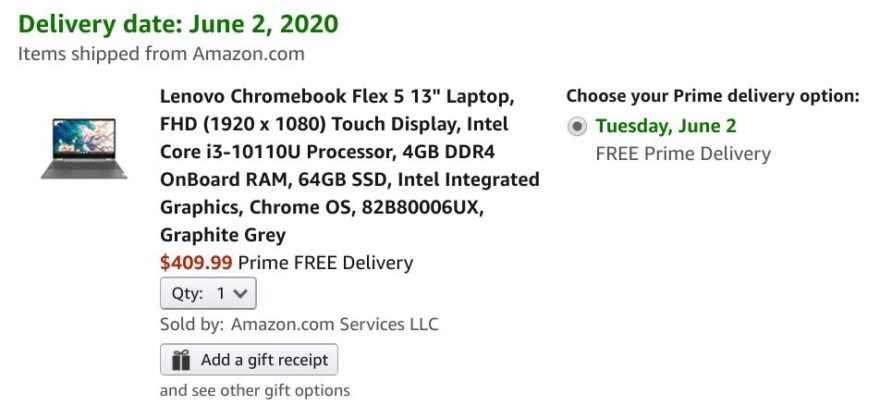 Delivery date: June 2, 2020
Items shipped from Amazon.com
Lenovo Chromebook Flex 5 13" Laptop,
FHD (1920 x 1080) Touch Display, Intel
Core i3-10110U Processor, 4GB DDR4
OnBoard RAM, 64GB SSD, Intel Integrated
Graphics, Chrome OS, 82B80006UX,
Graphite Grey
$409.99 Prime FREE Delivery
Qty: 1
Sold by: Amazon.com Services LLC
Add a gift receipt
and see other gift options
Choose your Prime delivery option:
Tuesday, June 2
FREE Prime Delivery